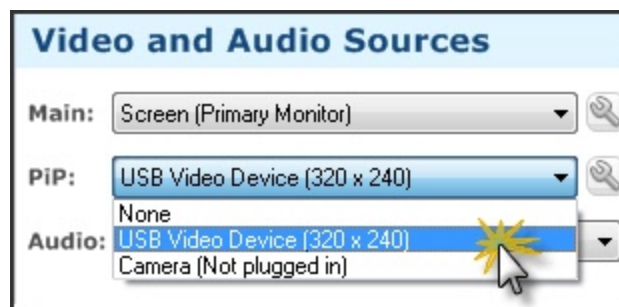 Video and Audio Sources
Main: Screen (Primary Monitor)
PiP: USB Video Device (320 x 240)
None
Audio: USB Video Device (320 x 240)
Camera (Not plugged in)